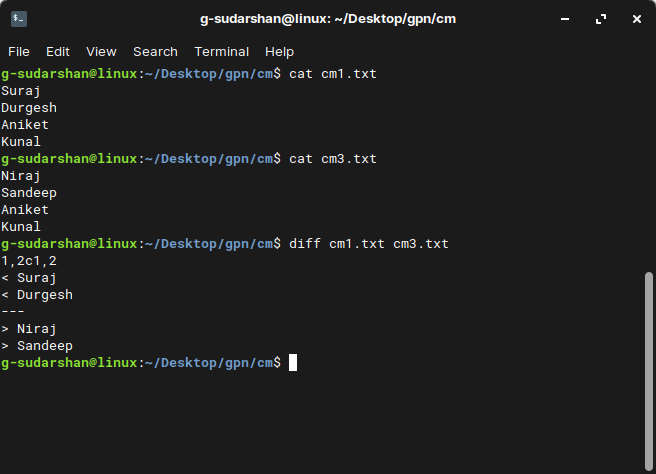 g-sudarshan@linux: ~/Desktop/gpn/cm
File Edit View Search Terminal Help
g-sudarshan@linux:~/Desktop/gpn/cm$ cat cm1.txt
Suraj
Durgesh
Aniket
Kunal
g-sudarshan@linux:~/Desktop/gpn/cm$ cat cm3.txt
Niraj
Sandeep
Aniket
Kunal
g-sudarshan@linux:~/Desktop/gpn/cm$ diff cm1.txt cm3.txt
1,2c1,2
< Suraj
< Durgesh
---
> Niraj
> Sandeep
g-sudarshan@linux:~/Desktop/gpn/cm$